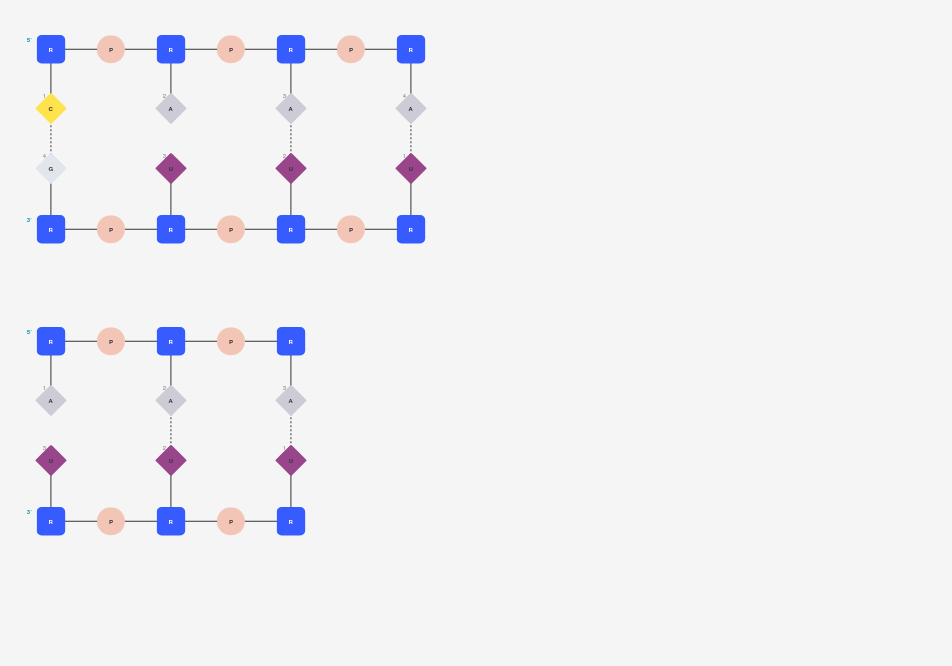 5'
R P R P R P R
1 2 3 4
C A A A
4 3 2 1
G U U U
3'
R P R P R P R
5'
R P R P R
1 2 3
A A A
3 2 1
U U U
3'
R P R P R